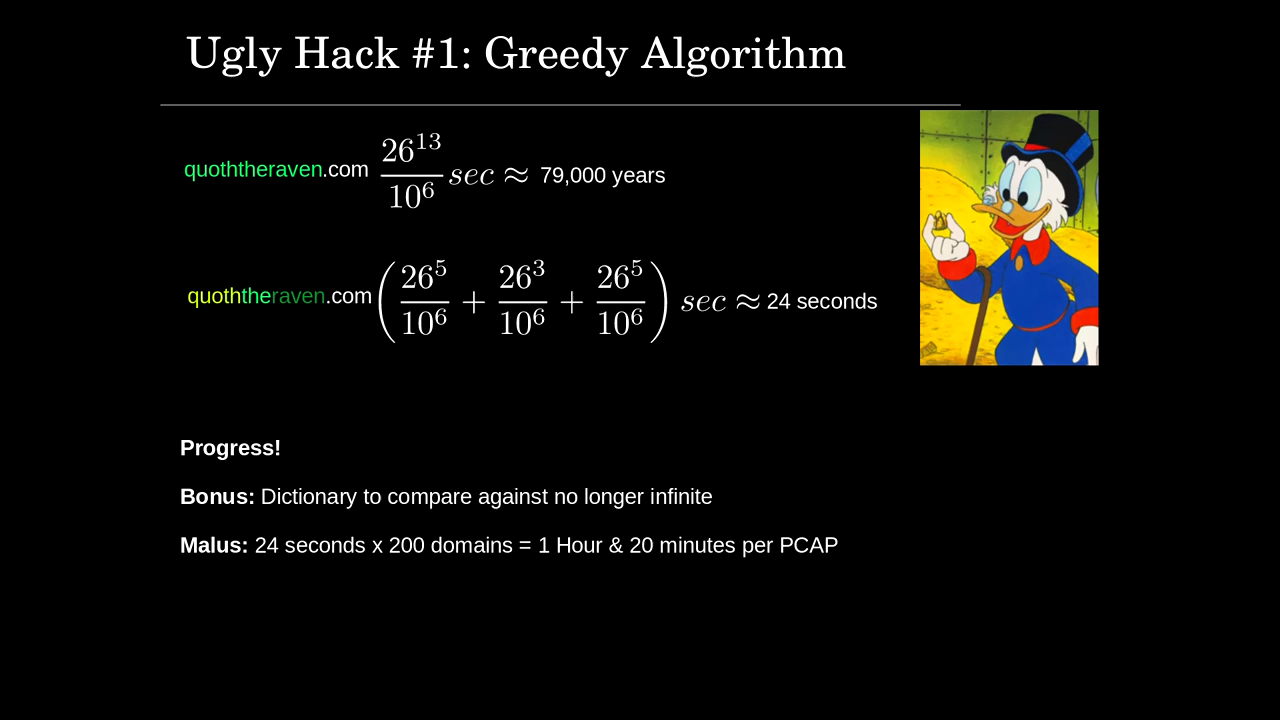 Ugly Hack #1: Greedy Algorithm
quoththeraven.com 26^13/10^6 sec ≈ 79,000 years
quoththeraven.com (26^5/10^6 + 26^3/10^6 + 26^5/10^6) sec ≈ 24 seconds
Progress!
Bonus: Dictionary to compare against no longer infinite
Malus: 24 seconds x 200 domains = 1 Hour & 20 minutes per PCAP